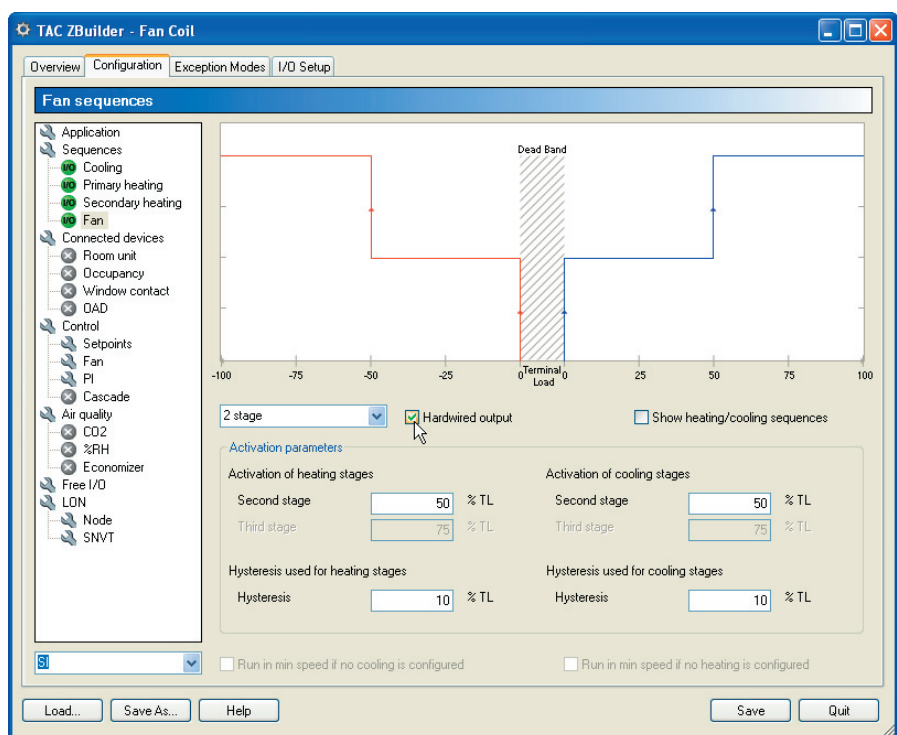 TAC ZBuilder - Fan Coil
Overview Configuration Exception Modes I/O Setup
Fan sequences
Application
Sequences
I/O Cooling
I/O Primary heating
I/O Secondary heating
I/O Fan
Connected devices
Room unit
Occupancy
Window contact
OAD
Control
Setpoints
Fan
PI
Cascade
Air quality
CO2
%RH
Economizer
Free I/O
LON
Node
SNVT
SI
Dead Band
-100 -75 -50 -25 0 Terminal Load 0 25 50 75 100
2 stage Hardwired output Show heating/cooling sequences
Activation parameters
Activation of heating stages Activation of cooling stages
Second stage 50 % TL Second stage 50 % TL
Third stage 75 % TL Third stage 75 % TL
Hysteresis used for heating stages Hysteresis used for cooling stages
Hysteresis 10 % TL Hysteresis 10 % TL
Run in min speed if no cooling is configured Run in min speed if no heating is configured
Load... Save As... Help Save Quit